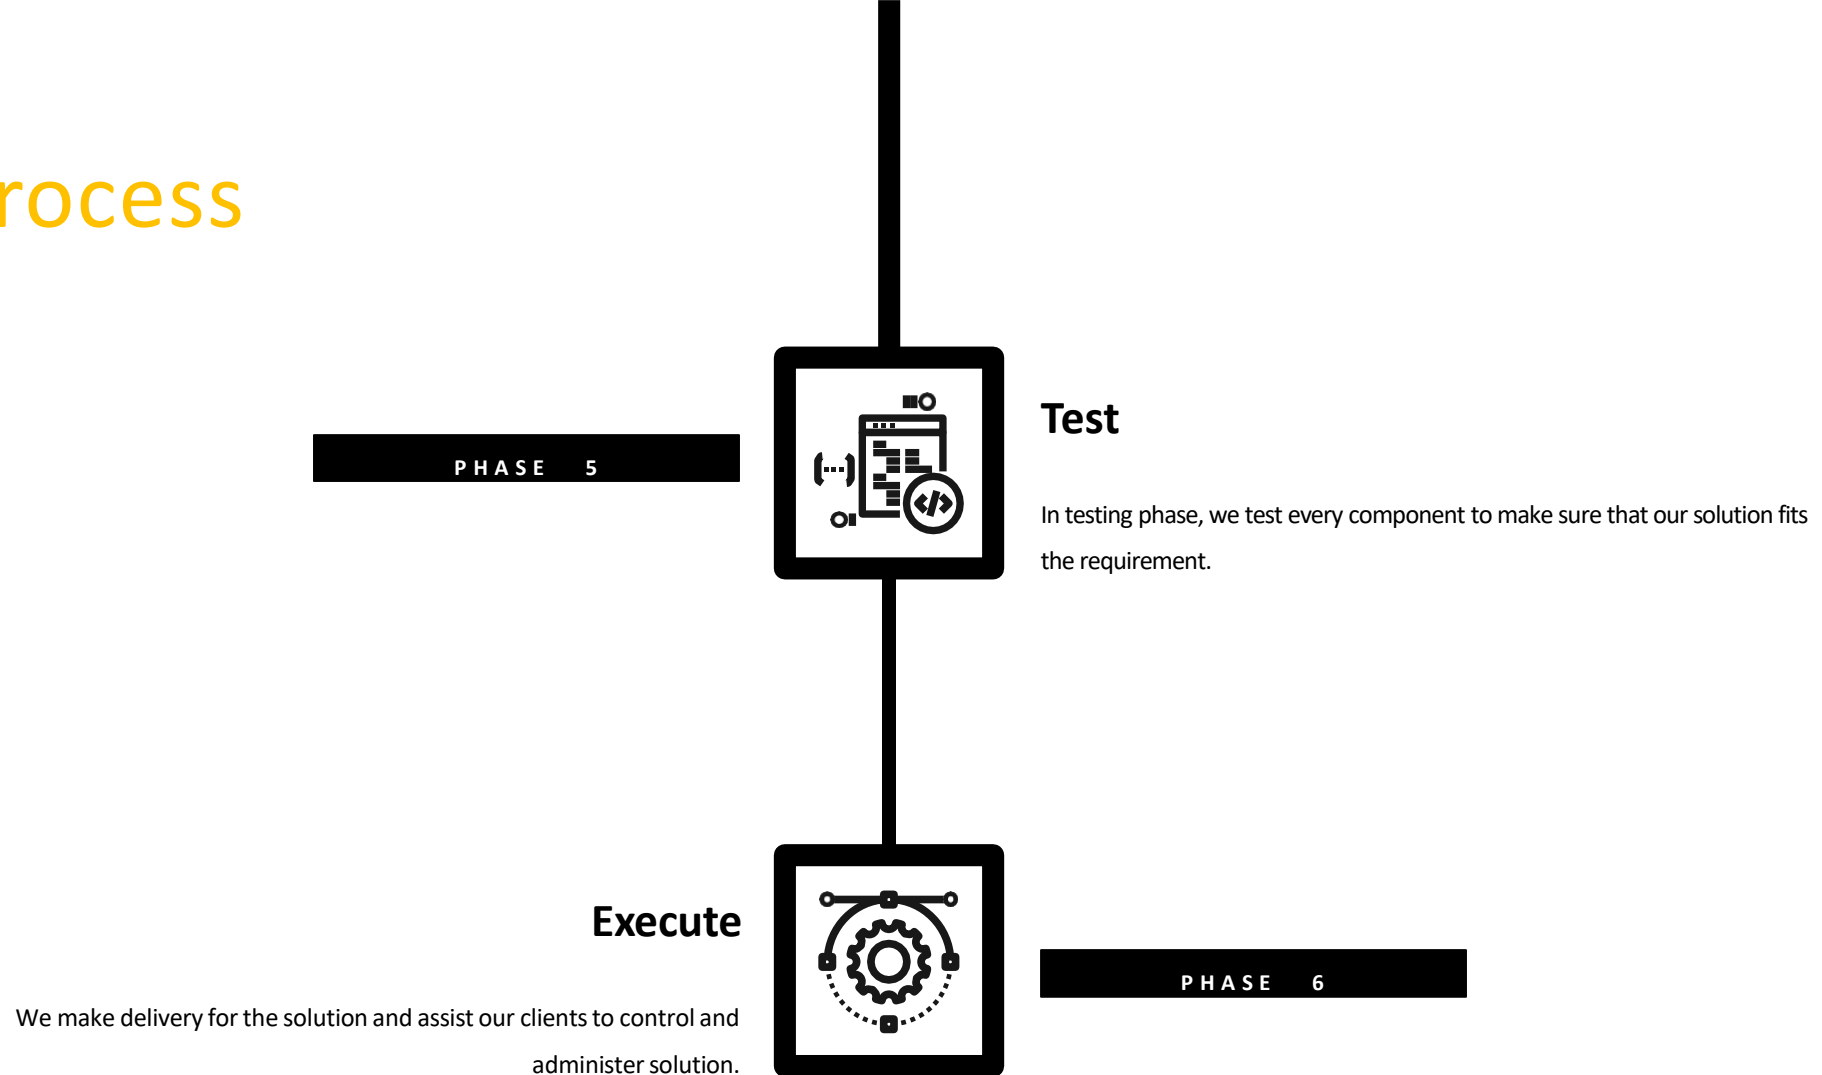 rocess
PHASE 5
Test
In testing phase, we test every component to make sure that our solution fits
the requirement.
Execute
We make delivery for the solution and assist our clients to control and
administer solution.
PHASE 6